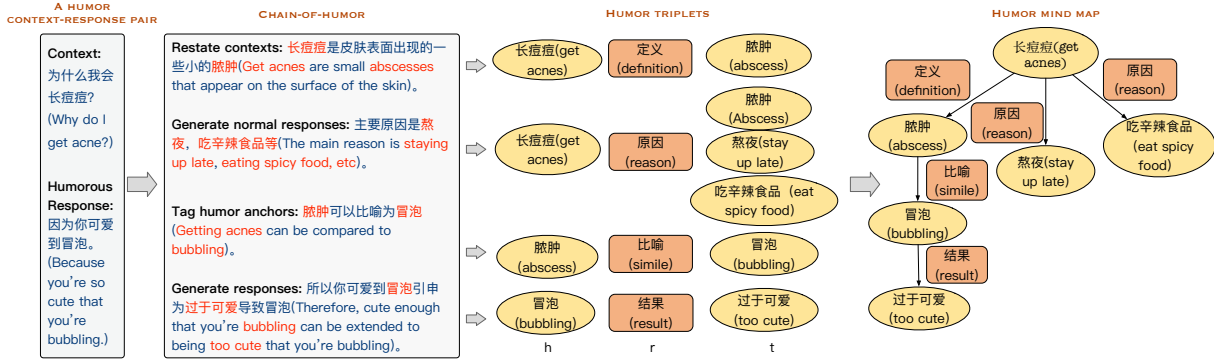 A HUMOR
CONTEXT-RESPONSE PAIR
Context:
为什么我会
长痘痘?
(Why do I
get acne?)
Humorous
Response:
因为你可爱
到冒泡。
(Because
you're so
cute that
you're
bubbling.)
CHAIN-OF-HUMOR
Restate contexts: 长痘痘是皮肤表面出现的一
些小的脓肿(Get acnes are small abscesses
that appear on the surface of the skin)。
Generate normal responses: 主要原因是熬
夜，吃辛辣食品等(The main reason is staying
up late, eating spicy food, etc)。
Tag humor anchors: 脓肿可以比喻为冒泡
(Getting acnes can be compared to
bubbling)。
Generate responses: 所以你可爱到冒泡引申
为过于可爱导致冒泡(Therefore, cute enough
that you're bubbling can be extended to
being too cute that you're bubbling)。
HUMOR TRIPLETS
长痘痘(get
acnes)
定义
(definition)
脓肿
(abscess)
长痘痘(get
acnes)
原因
(reason)
脓肿
(Abscess)
熬夜(stay
up late)
吃辛辣食品（eat
spicy food)
脓肿
(abscess)
比喻
(simile)
冒泡
(bubbling)
冒泡
(bubbling)
结果
(result)
过于可爱
(too cute)
h
r
t
HUMOR MIND MAP
长痘痘(get
acnes)
定义
(definition)
原因
(reason)
原因
(reason)
脓肿
(abscess)
熬夜(stay
up late)
吃辛辣食品
(eat spicy
food)
比喻
(simile)
冒泡
(bubbling)
结果
(result)
过于可爱
(too cute)